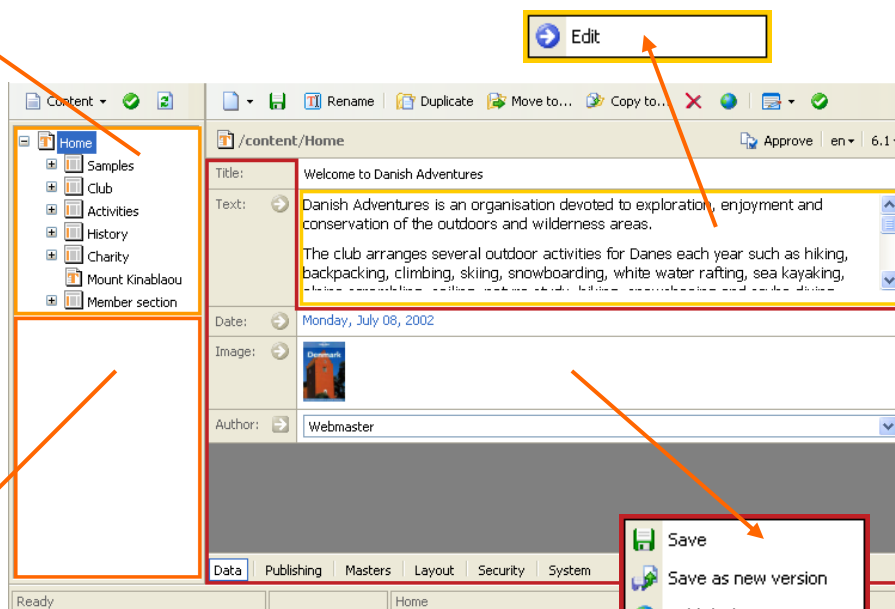 Edit
Content
Rename Duplicate Move to... Copy to...
Home
Samples
Club
Activities
History
Charity
Mount Kinablaou
Member section
/content/Home Approve en 6.1
Title: Welcome to Danish Adventures
Text: Danish Adventures is an organisation devoted to exploration, enjoyment and
conservation of the outdoors and wilderness areas.
The club arranges several outdoor activities for Danes each year such as hiking,
backpacking, climbing, skiing, snowboarding, white water rafting, sea kayaking,
Date: Monday, July 08, 2002
Image: Denmark
Author: Webmaster
Data Publishing Masters Layout Security System
Save
Save as new version
Ready Home